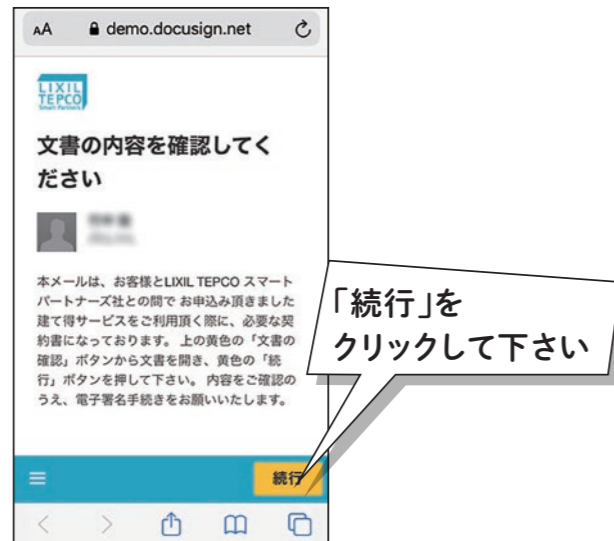 AA demo.docusign.net
LIXIL
TEPCO
Smart Partners
文書の内容を確認してく
ださい
本メールは、お客様とLIXIL TEPCO スマート
パートナーズ社との間で お申込み頂きました
建て得サービスをご利用頂く際に、必要な契
約書になっております。 上の黄色の「文書の
確認」ボタンから文書を開き、黄色の「続
行」ボタンを押して下さい。 内容をご確認の
うえ、電子署名手続きをお願いいたします。
「続行」を
クリックして下さい
続行